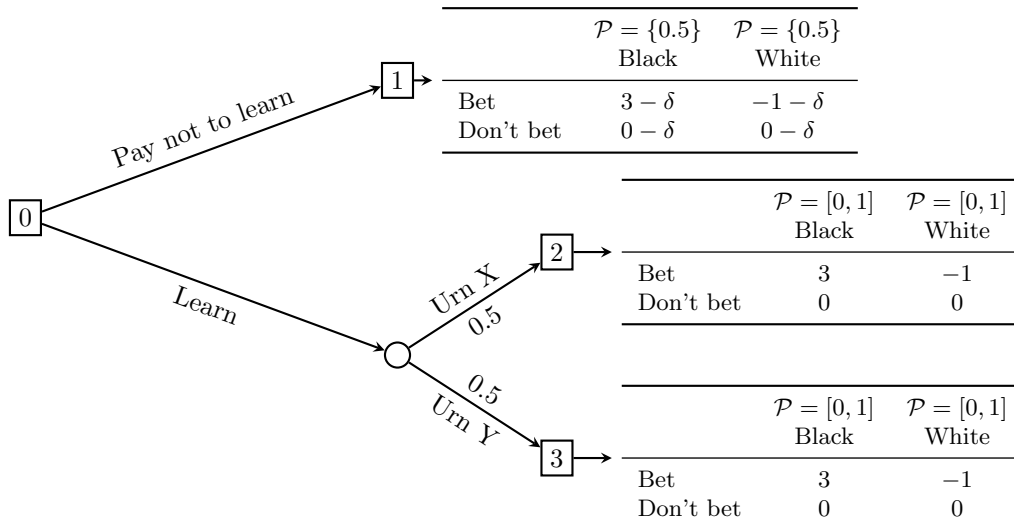 0
Pay not to learn
1
𝒫 = {0.5} 𝒫 = {0.5}
Black White
Bet 3 − δ −1 − δ
Don't bet 0 − δ 0 − δ
Learn
Urn X
0.5
2
𝒫 = [0, 1] 𝒫 = [0, 1]
Black White
Bet 3 −1
Don't bet 0 0
0.5
Urn Y
3
𝒫 = [0, 1] 𝒫 = [0, 1]
Black White
Bet 3 −1
Don't bet 0 0